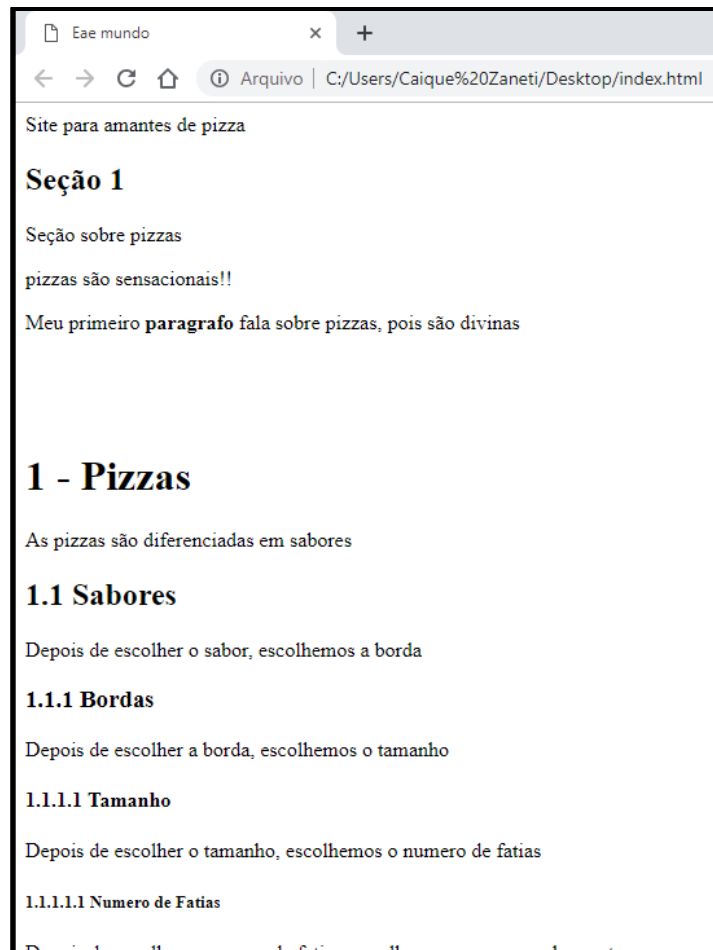 Eae mundo
Arquivo | C:/Users/Caique%20Zaneti/Desktop/index.html
Site para amantes de pizza
Seção 1
Seção sobre pizzas
pizzas são sensacionais!!
Meu primeiro paragrafo fala sobre pizzas, pois são divinas
1 - Pizzas
As pizzas são diferenciadas em sabores
1.1 Sabores
Depois de escolher o sabor, escolhemos a borda
1.1.1 Bordas
Depois de escolher a borda, escolhemos o tamanho
1.1.1.1 Tamanho
Depois de escolher o tamanho, escolhemos o numero de fatias
1.1.1.1.1 Numero de Fatias